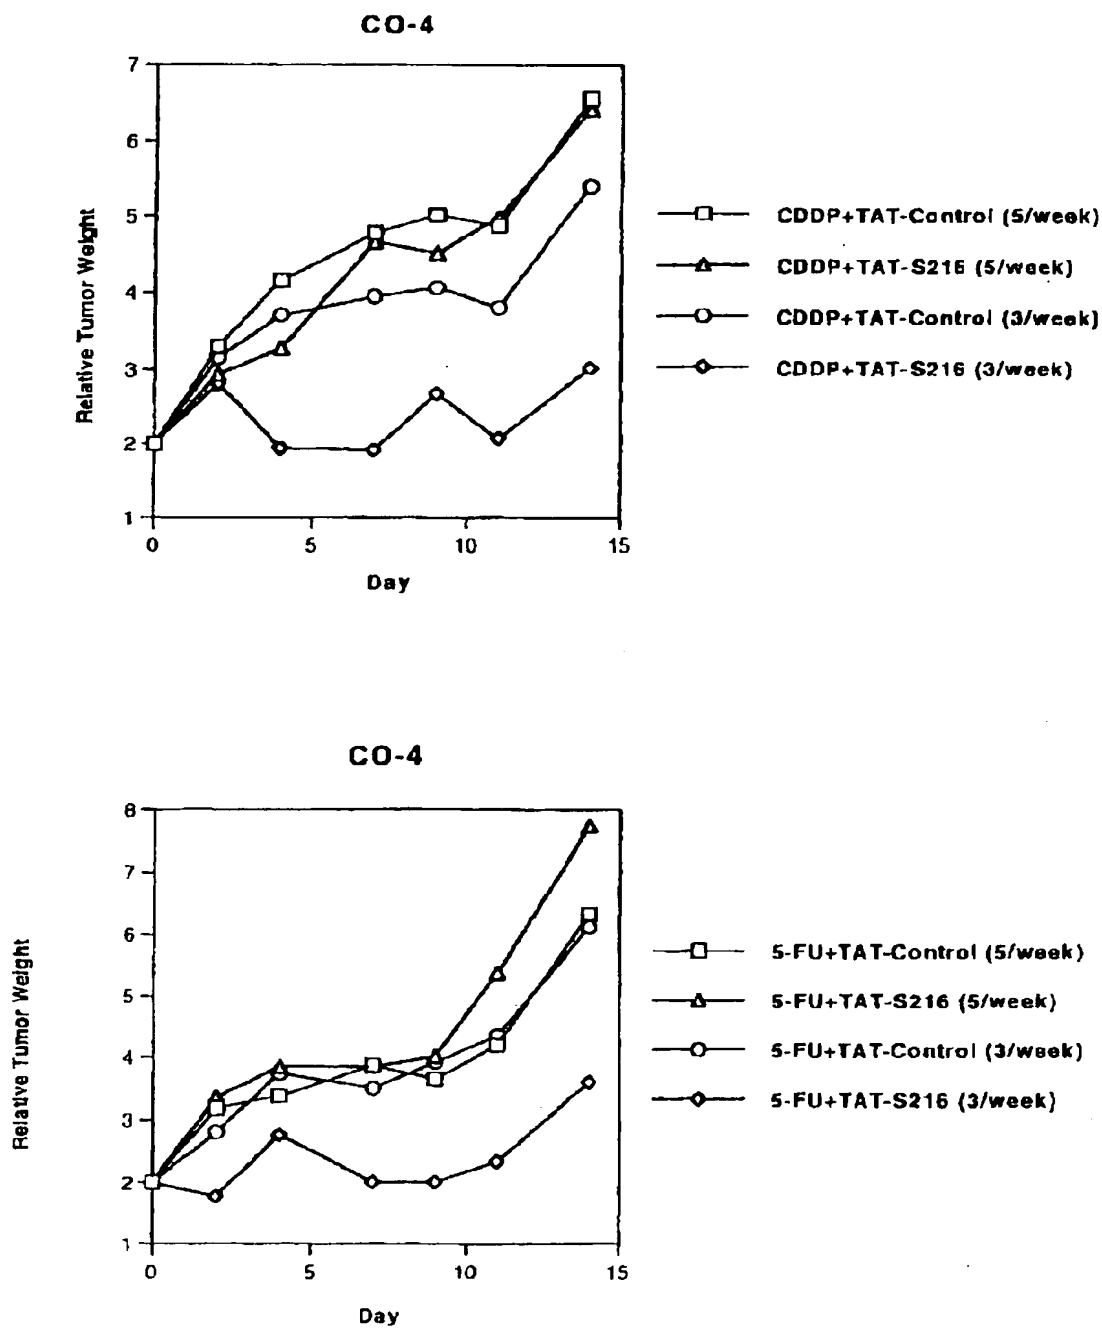 CO-4
7
6
5
4
3
2
1
Relative Tumor Weight
0 5 10 15
Day
CDDP+TAT-Control (5/week)
CDDP+TAT-S216 (5/week)
CDDP+TAT-Control (3/week)
CDDP+TAT-S216 (3/week)
CO-4
8
7
6
5
4
3
2
1
Relative Tumor Weight
0 5 10 15
Day
5-FU+TAT-Control (5/week)
5-FU+TAT-S216 (5/week)
5-FU+TAT-Control (3/week)
5-FU+TAT-S216 (3/week)